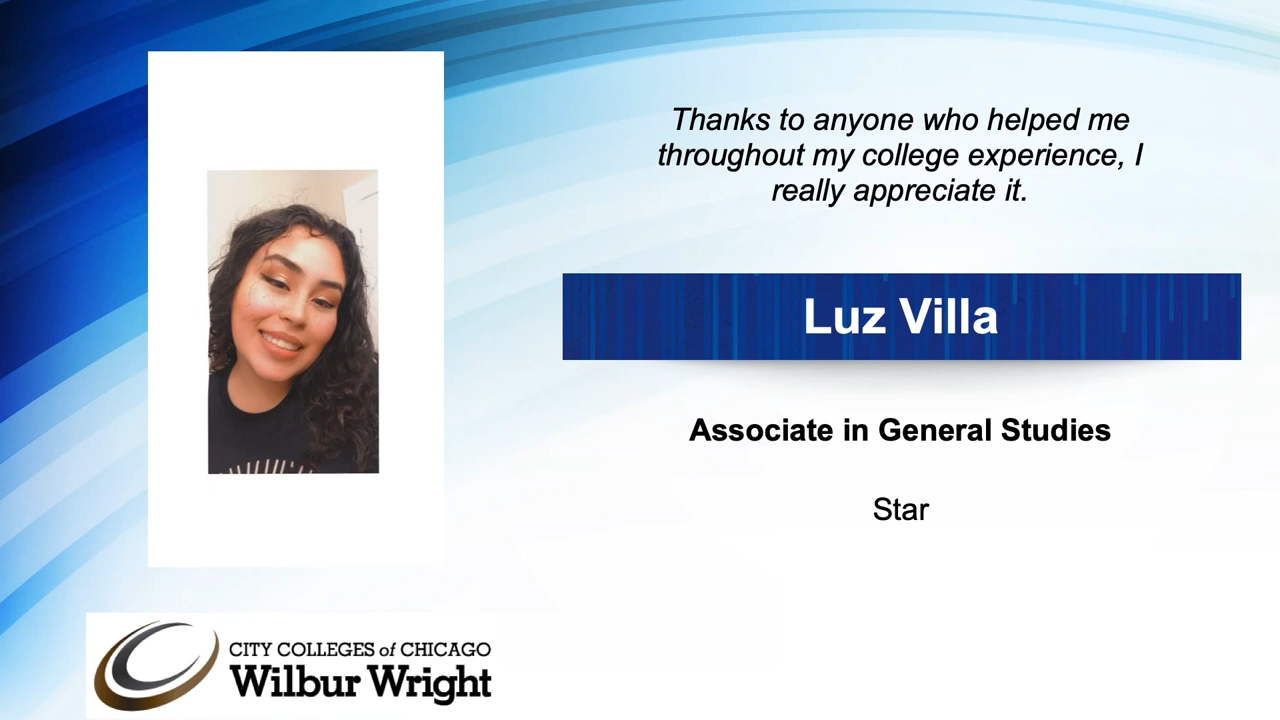 Thanks to anyone who helped me
throughout my college experience, I
really appreciate it.
Luz Villa
Associate in General Studies
Star
CITY COLLEGES of CHICAGO
Wilbur Wright